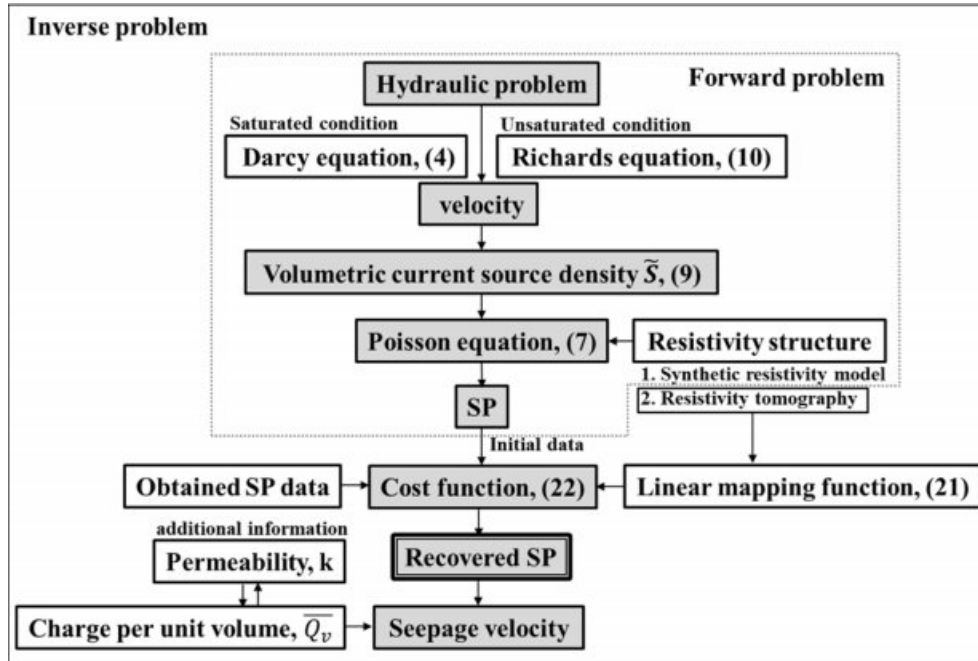 Inverse problem
Forward problem
Hydraulic problem
Saturated condition
Unsaturated condition
Darcy equation, (4)
Richards equation, (10)
velocity
Volumetric current source density S̃, (9)
Poisson equation, (7)
Resistivity structure
1. Synthetic resistivity model
2. Resistivity tomography
SP
Initial data
Obtained SP data
Cost function, (22)
Linear mapping function, (21)
additional information
Permeability, k
Recovered SP
Charge per unit volume, Q̅ᵥ
Seepage velocity